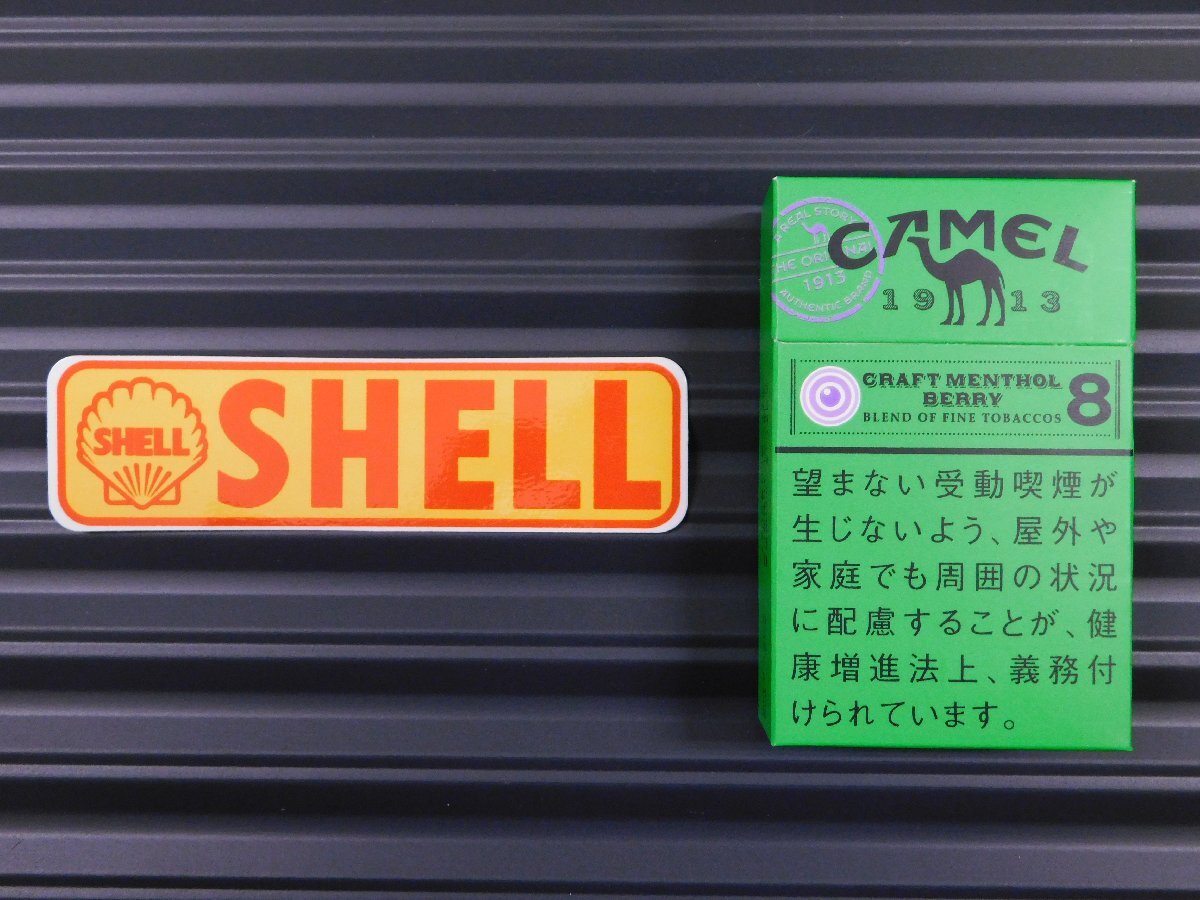 SHELL
SHELL
A REAL STORY
THE ORIGINAL
1913
AUTHENTIC BRAND
CAMEL
1913
CRAFT MENTHOL
BERRY
BLEND OF FINE TOBACCOS
8
望まない受動喫煙が
生じないよう、屋外や
家庭でも周囲の状況
に配慮することが、健
康増進法上、義務付
けられています。